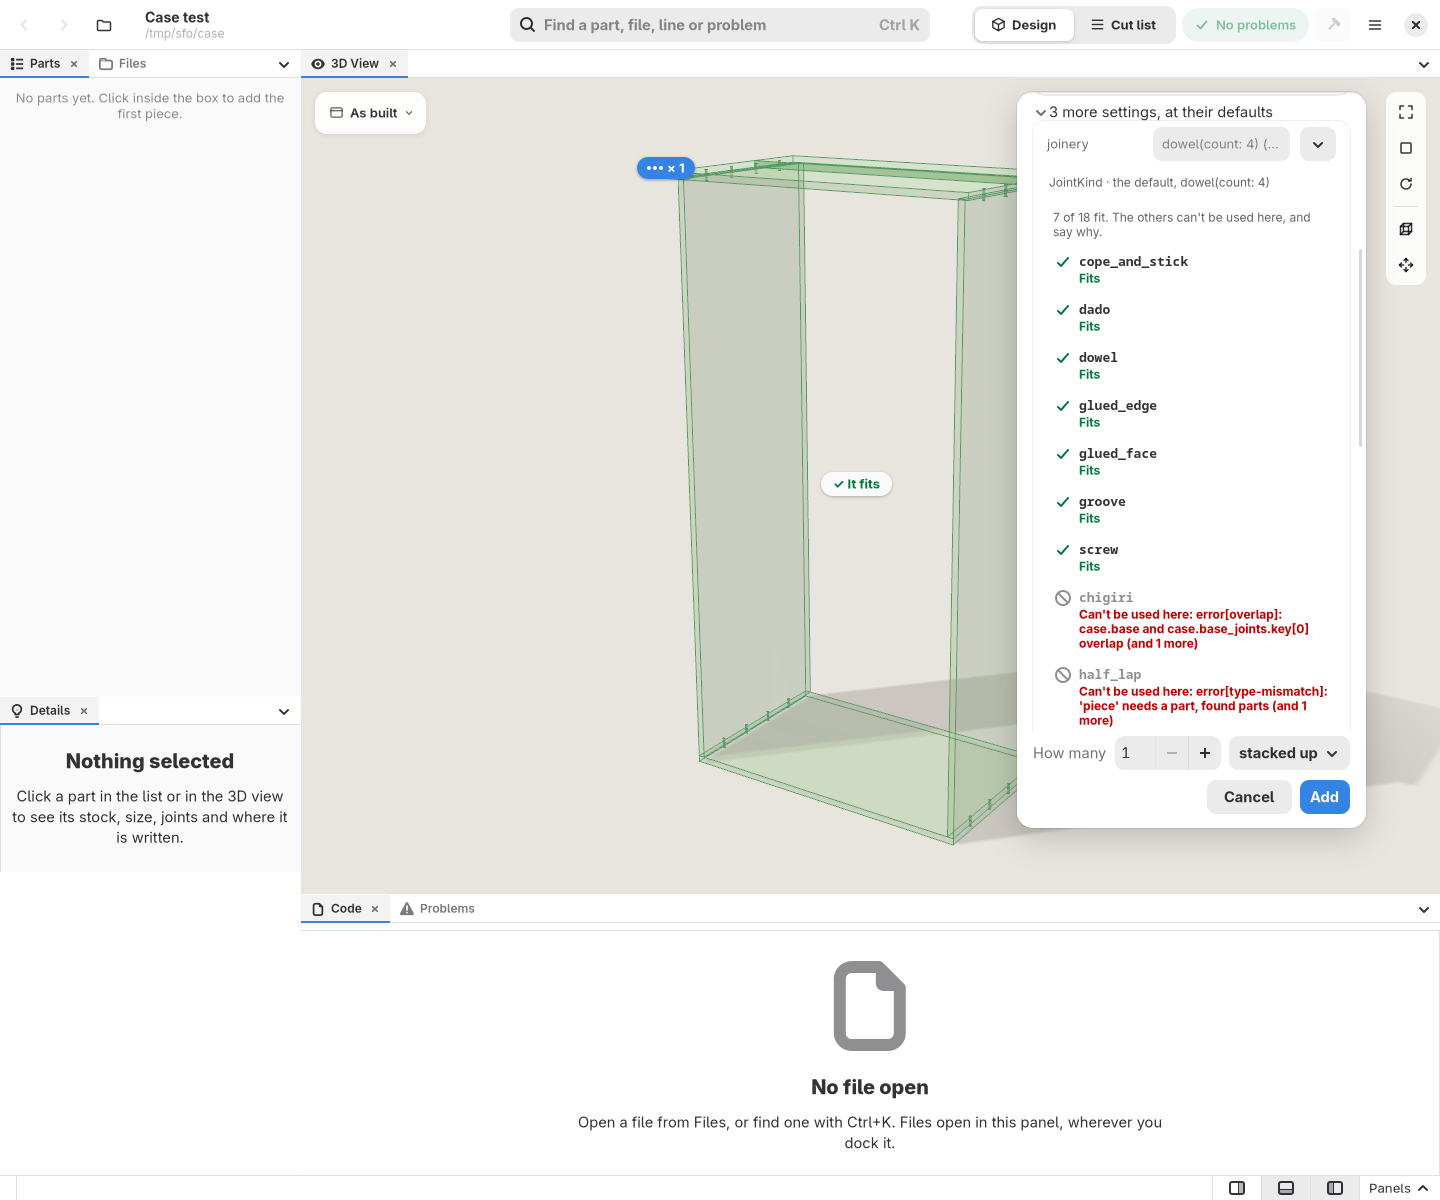 Case test
/tmp/sfo/case
Find a part, file, line or problem
Ctrl K
Design
Cut list
No problems
Parts
Files
No parts yet. Click inside the box to add the
first piece.
3D View
As built
••• × 1
It fits
3 more settings, at their defaults
joinery
dowel(count: 4) (...
JointKind · the default, dowel(count: 4)
7 of 18 fit. The others can't be used here, and
say why.
cope_and_stick
Fits
dado
Fits
dowel
Fits
glued_edge
Fits
glued_face
Fits
groove
Fits
screw
Fits
chigiri
Can't be used here: error[overlap]:
case.base and case.base_joints.key[0]
overlap (and 1 more)
half_lap
Can't be used here: error[type-mismatch]:
'piece' needs a part, found parts (and 1
more)
How many
1
stacked up
Cancel
Add
Details
Nothing selected
Click a part in the list or in the 3D view
to see its stock, size, joints and where it
is written.
Code
Problems
No file open
Open a file from Files, or find one with Ctrl+K. Files open in this panel, wherever you
dock it.
Panels